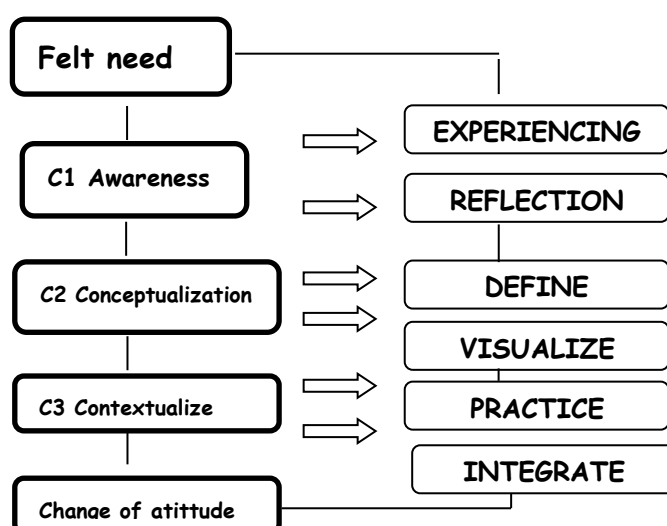 Felt need
EXPERIENCING
C1 Awareness
REFLECTION
C2 Conceptualization
DEFINE
VISUALIZE
C3 Contextualize
PRACTICE
INTEGRATE
Change of atittude